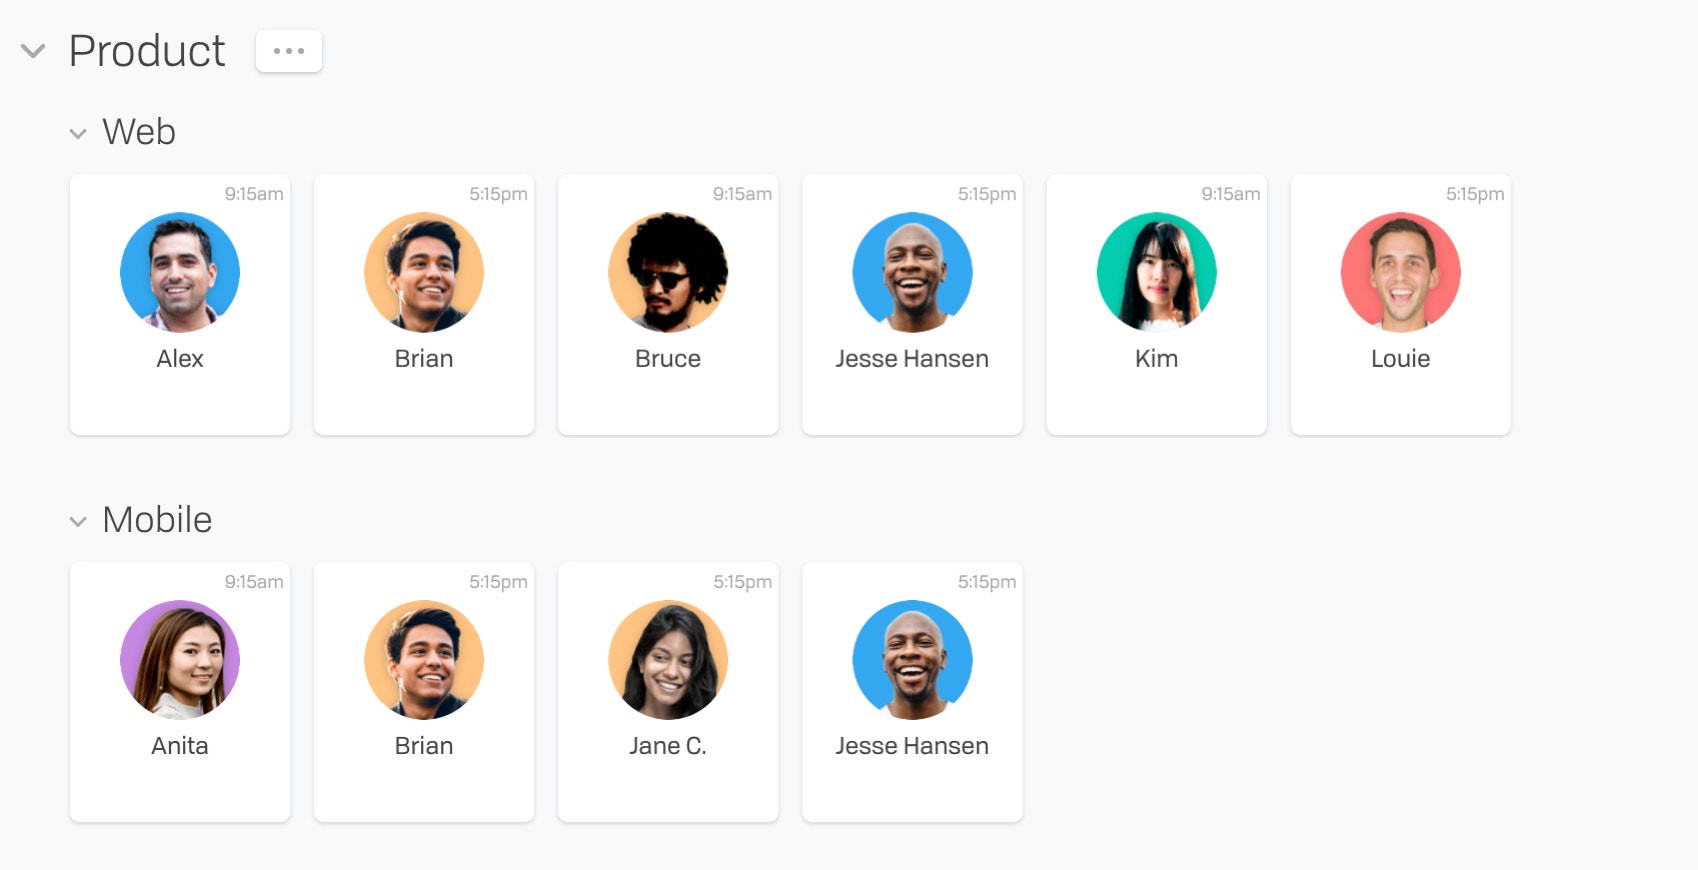 Product
Web
9:15am 5:15pm 9:15am 5:15pm 9:15am 5:15pm
Alex Brian Bruce Jesse Hansen Kim Louie
Mobile
9:15am 5:15pm 5:15pm 5:15pm
Anita Brian Jane C. Jesse Hansen